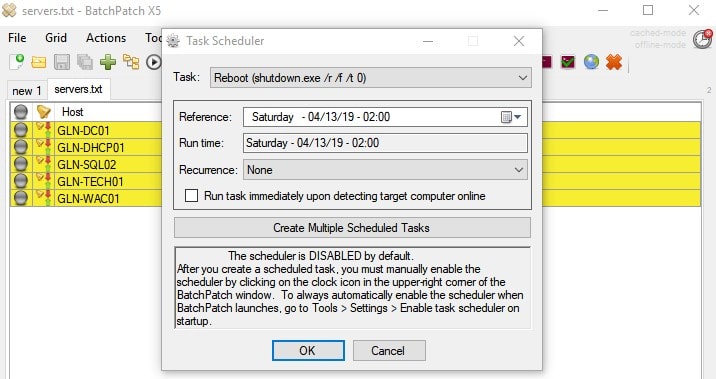 servers.txt - BatchPatch X5
File Grid Actions Too
cached-mode
offline-mode
new 1 servers.txt
2
Host
GLN-DC01
GLN-DHCP01
GLN-SQL02
GLN-TECH01
GLN-WAC01
Task Scheduler
Task: Reboot (shutdown.exe /r /f /t 0)
Reference: Saturday - 04/13/19 - 02:00
Run time: Saturday - 04/13/19 - 02:00
Recurrence: None
Run task immediately upon detecting target computer online
Create Multiple Scheduled Tasks
The scheduler is DISABLED by default.
After you create a scheduled task, you must manually enable the
scheduler by clicking on the clock icon in the upper-right corner of the
BatchPatch window. To always automatically enable the scheduler when
BatchPatch launches, go to Tools > Settings > Enable task scheduler on
startup.
OK Cancel